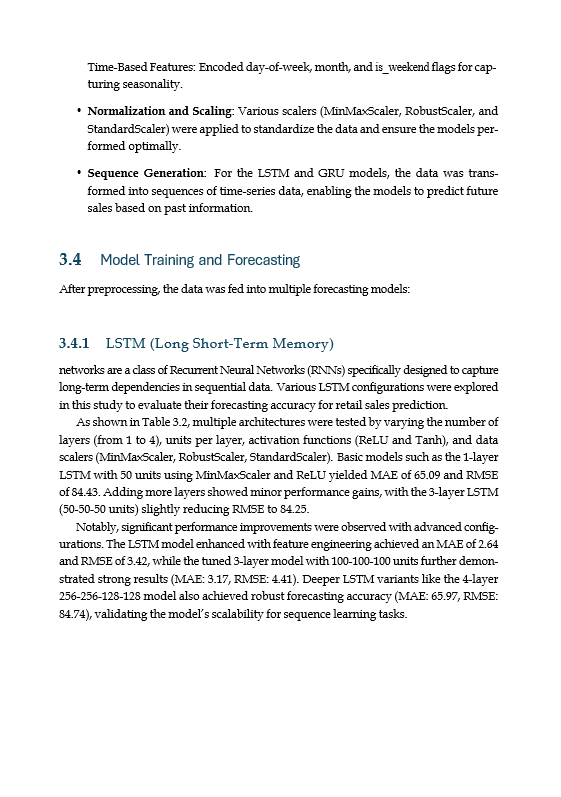 Time-Based Features: Encoded day-of-week, month, and is_weekend flags for cap-
turing seasonality.
• Normalization and Scaling: Various scalers (MinMaxScaler, RobustScaler, and
StandardScaler) were applied to standardize the data and ensure the models per-
formed optimally.
• Sequence Generation: For the LSTM and GRU models, the data was trans-
formed into sequences of time-series data, enabling the models to predict future
sales based on past information.
3.4 Model Training and Forecasting
After preprocessing, the data was fed into multiple forecasting models:
3.4.1 LSTM (Long Short-Term Memory)
networks are a class of Recurrent Neural Networks (RNNs) specifically designed to capture
long-term dependencies in sequential data. Various LSTM configurations were explored
in this study to evaluate their forecasting accuracy for retail sales prediction.
As shown in Table 3.2, multiple architectures were tested by varying the number of
layers (from 1 to 4), units per layer, activation functions (ReLU and Tanh), and data
scalers (MinMaxScaler, RobustScaler, StandardScaler). Basic models such as the 1-layer
LSTM with 50 units using MinMaxScaler and ReLU yielded MAE of 65.09 and RMSE
of 84.43. Adding more layers showed minor performance gains, with the 3-layer LSTM
(50-50-50 units) slightly reducing RMSE to 84.25.
Notably, significant performance improvements were observed with advanced config-
urations. The LSTM model enhanced with feature engineering achieved an MAE of 2.64
and RMSE of 3.42, while the tuned 3-layer model with 100-100-100 units further demon-
strated strong results (MAE: 3.17, RMSE: 4.41). Deeper LSTM variants like the 4-layer
256-256-128-128 model also achieved robust forecasting accuracy (MAE: 65.97, RMSE:
84.74), validating the model's scalability for sequence learning tasks.